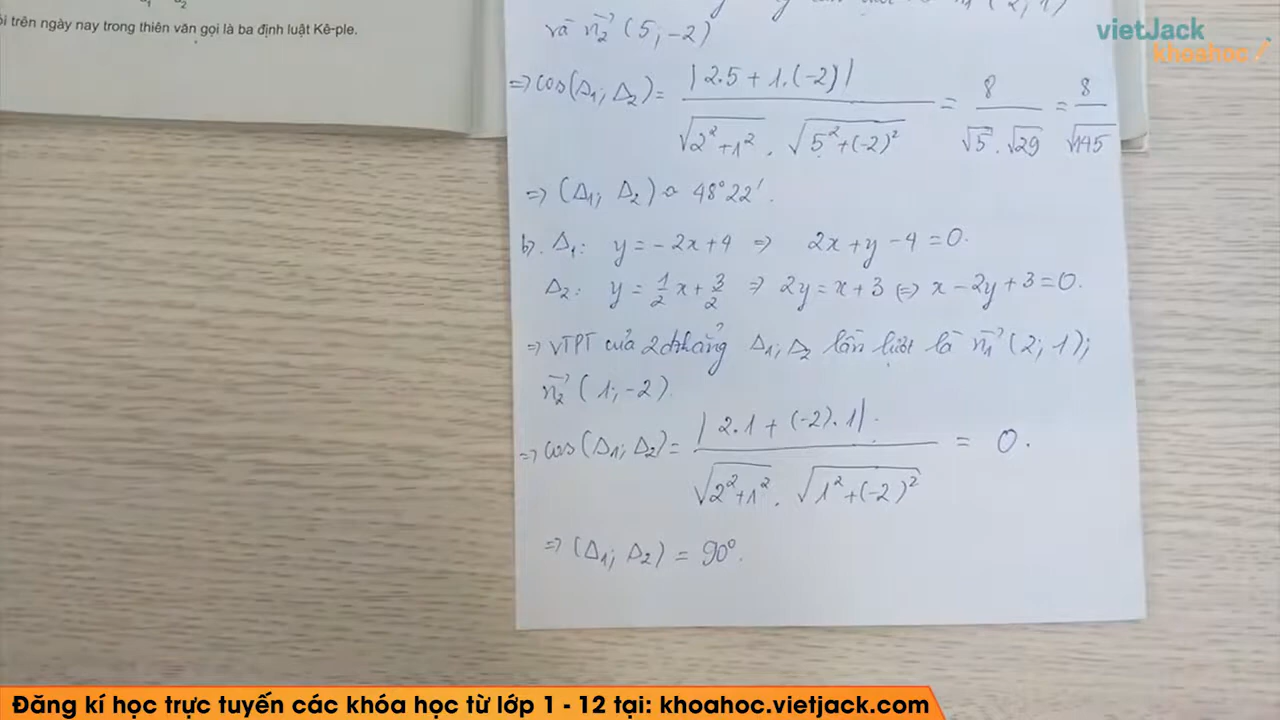 ỏi trên ngày nay trong thiên văn gọi là ba định luật Kê-ple.
vietJack
khoahoc
và n₂→ (5; -2)
=> cos(Δ₁; Δ₂) = |2.5 + 1.(-2)| / √(2² + 1²) . √(5² + (-2)²) = 8 / √5 . √29 = 8 / √145
=> (Δ₁; Δ₂) ≈ 48°22'.
b). Δ₁: y = -2x + 4 => 2x + y - 4 = 0.
Δ₂: y = 1/2 x + 3/2 => 2y = x + 3 <=> x - 2y + 3 = 0.
=> VTPT của 2 đthẳng Δ₁; Δ₂ lần lượt là n₁→ (2; 1);
n₂→ (1; -2).
=> cos(Δ₁; Δ₂) = |2.1 + (-2).1| / √(2² + 1²) . √(1² + (-2)²) = 0.
=> (Δ₁; Δ₂) = 90°.
Đăng kí học trực tuyến các khóa học từ lớp 1 - 12 tại: khoahoc.vietjack.com